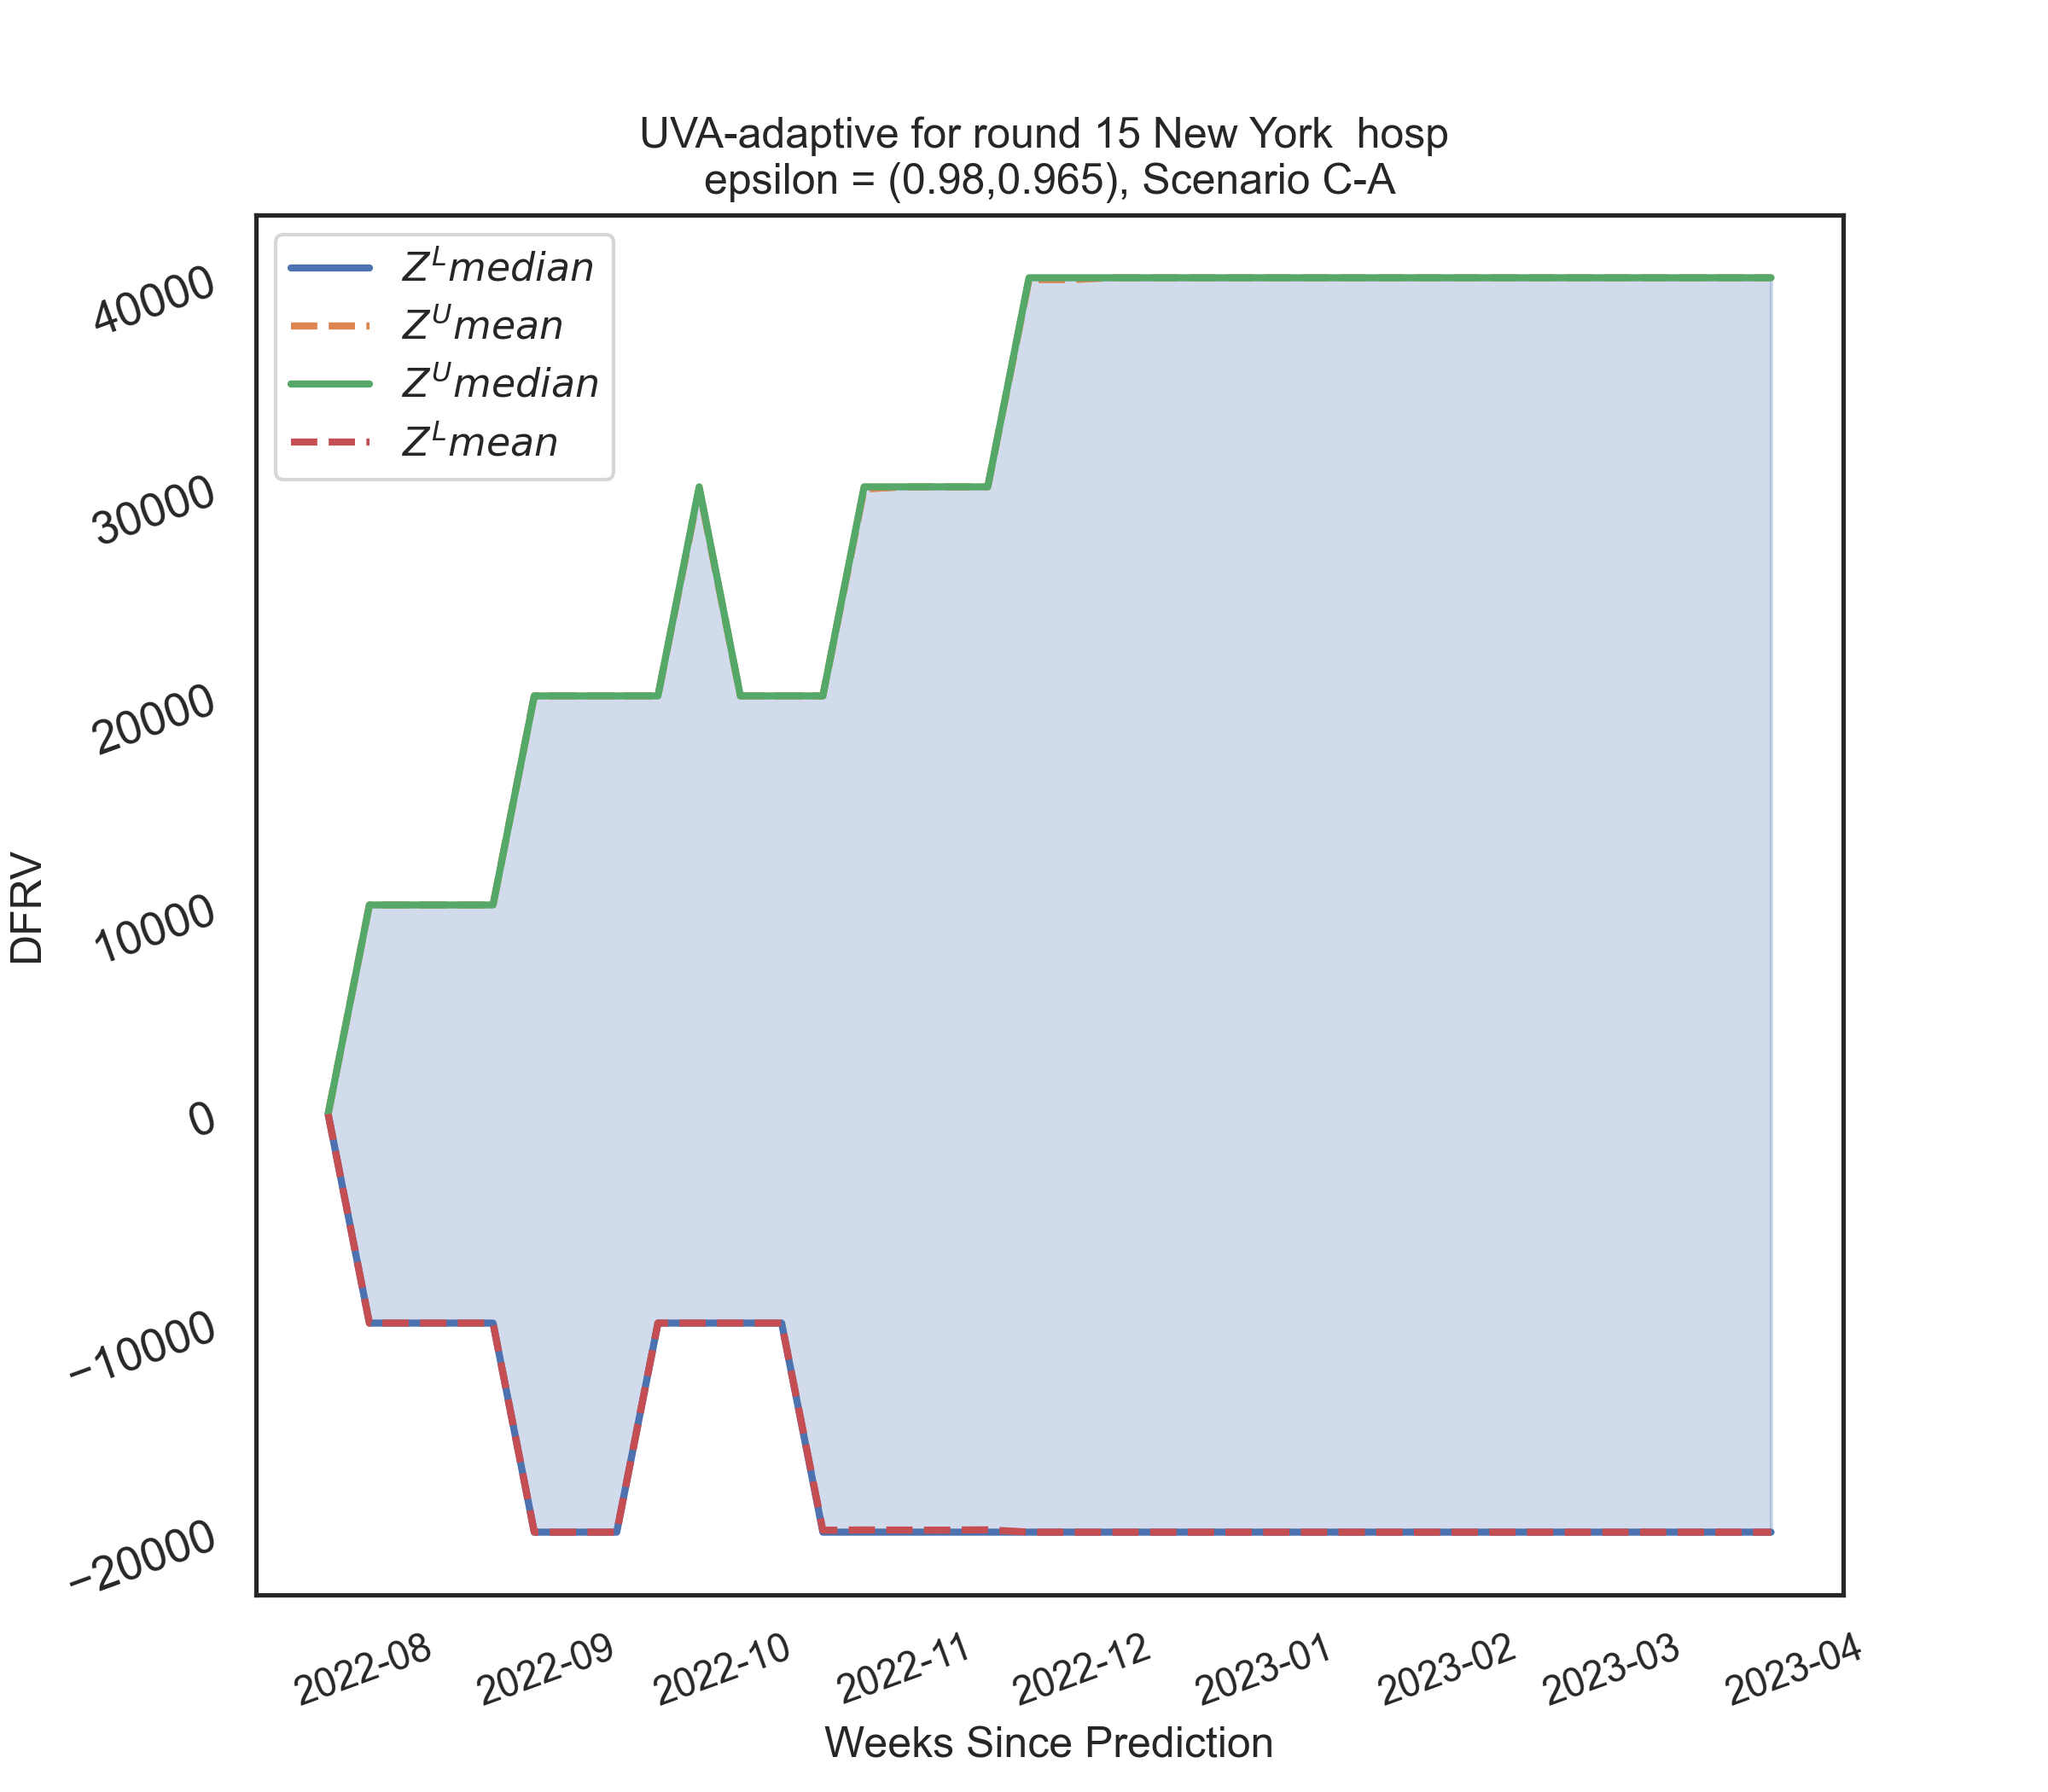 UVA-adaptive for round 15 New York  hosp
epsilon = (0.98,0.965), Scenario C-A
Z^L median
Z^U mean
Z^U median
Z^L mean
40000
30000
20000
10000
0
−10000
−20000
DFRV
2022-08
2022-09
2022-10
2022-11
2022-12
2023-01
2023-02
2023-03
2023-04
Weeks Since Prediction